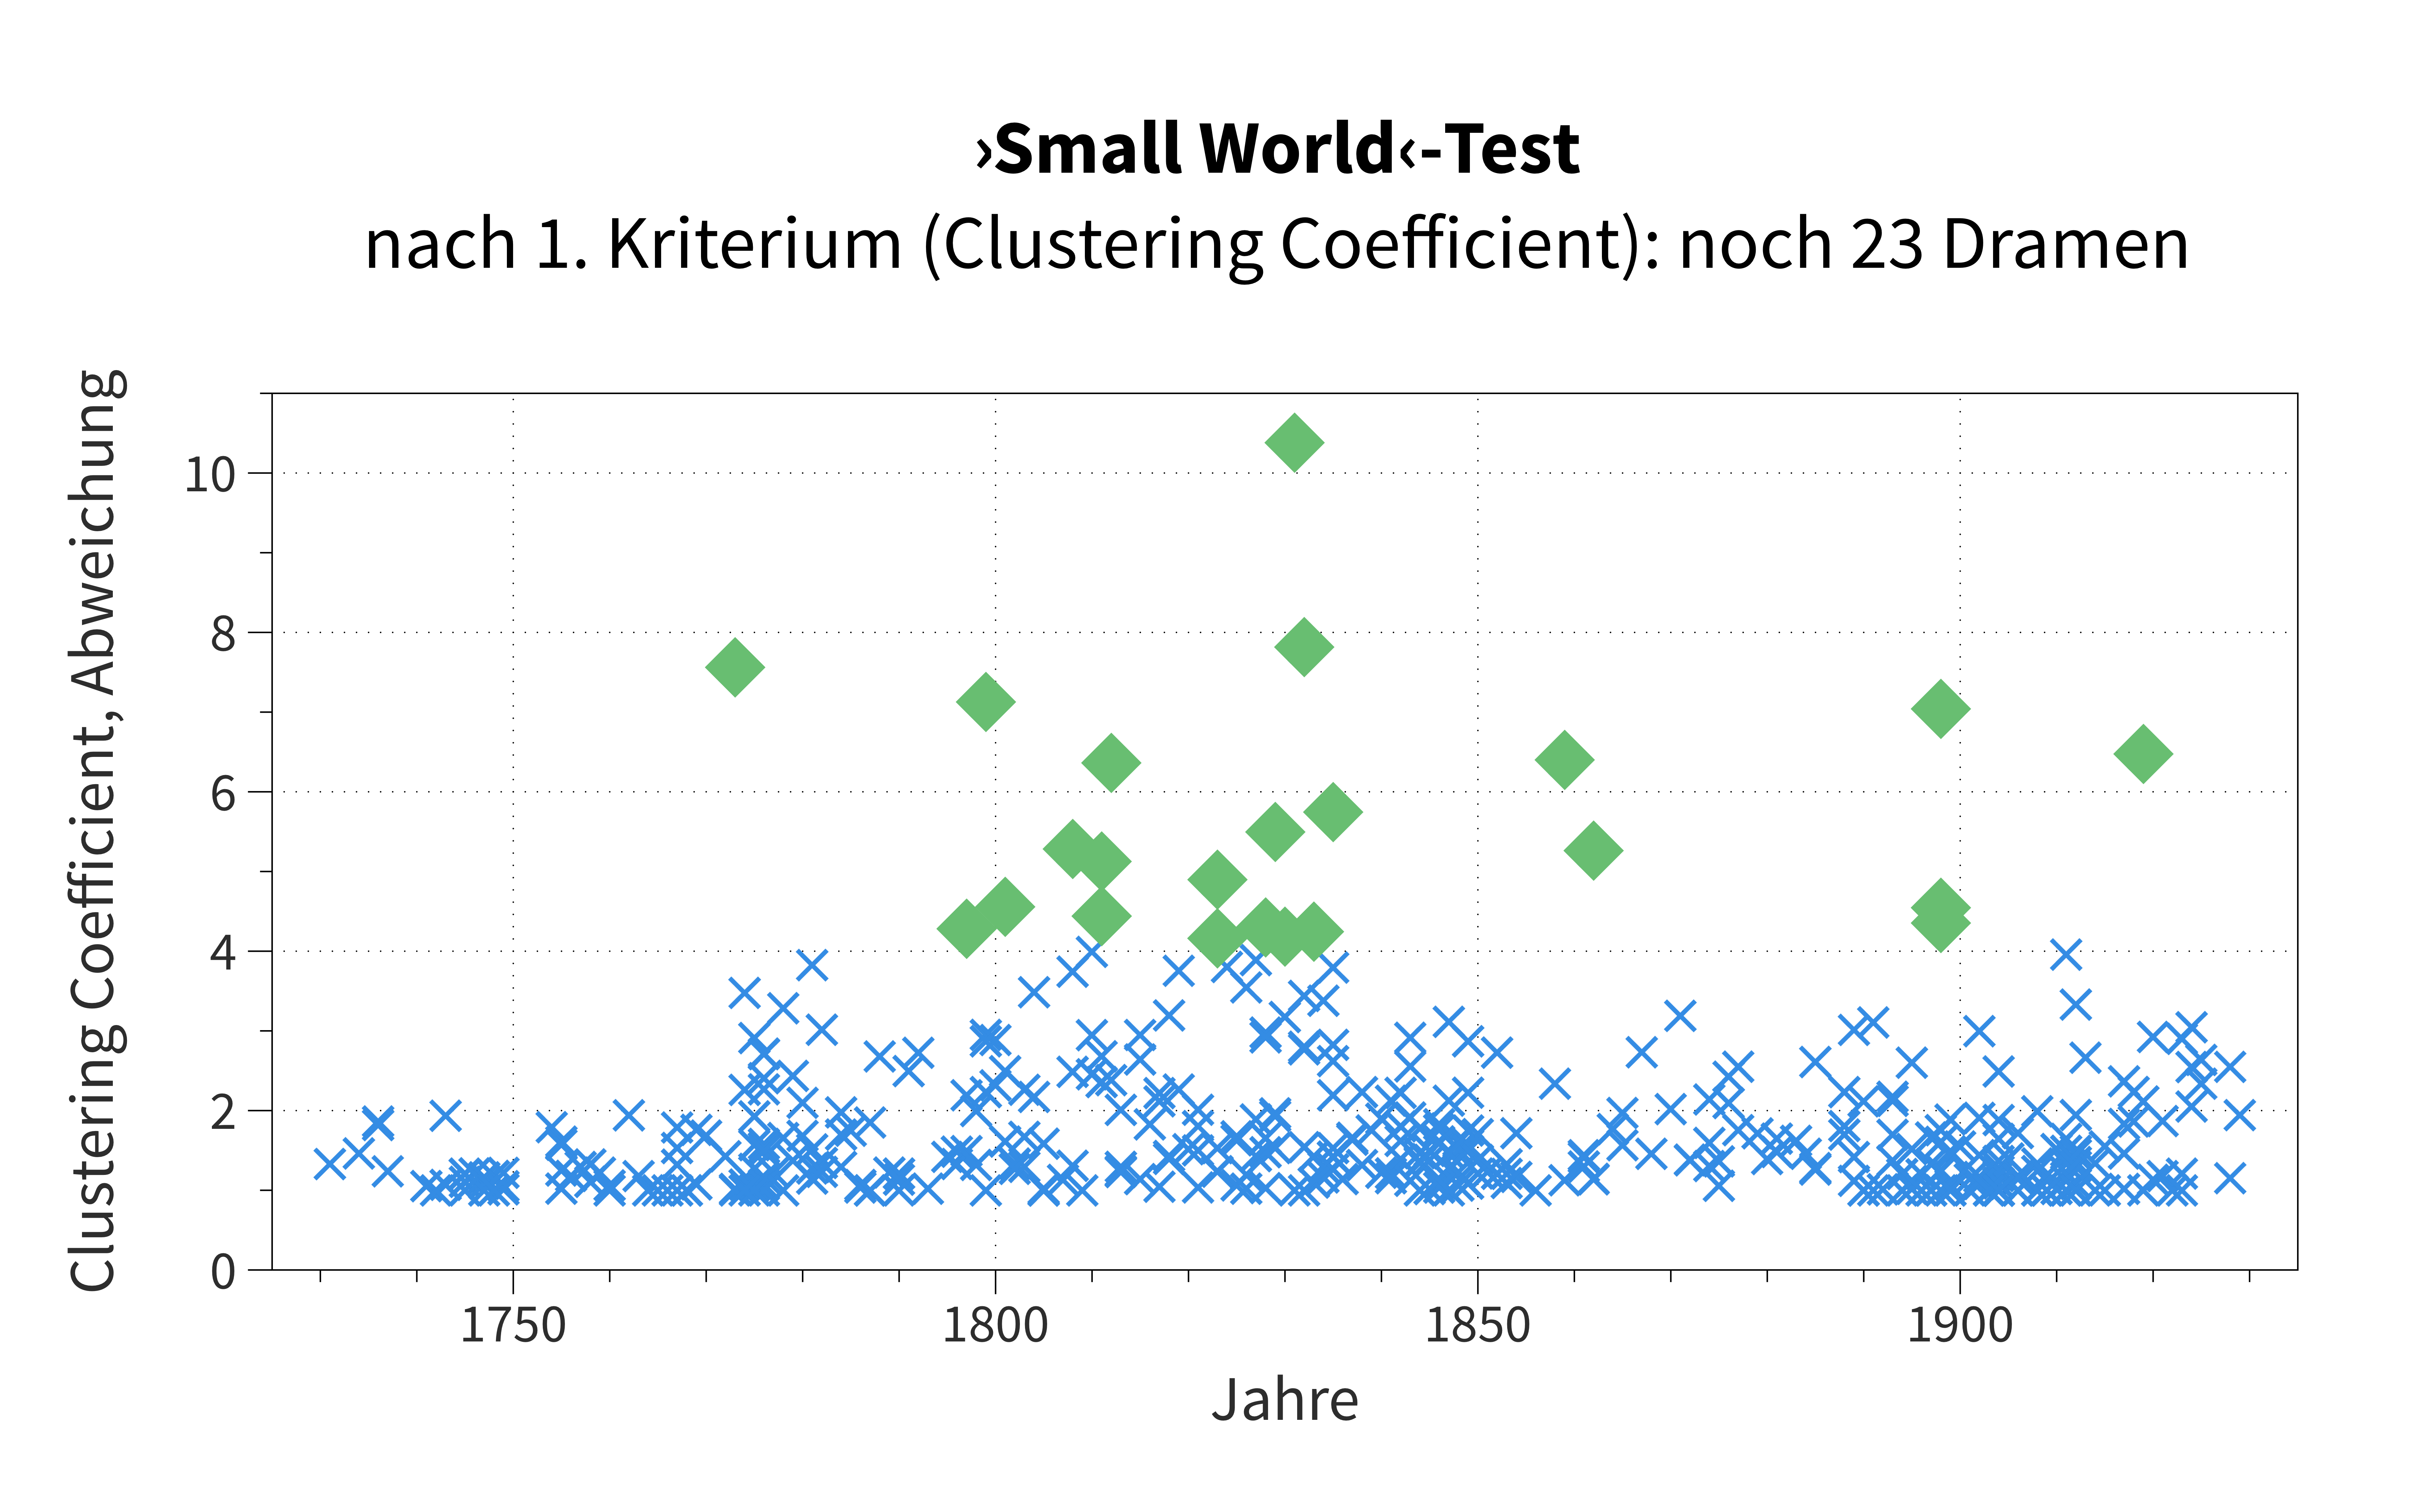 ›Small World‹-Test
nach 1. Kriterium (Clustering Coefficient): noch 23 Dramen
Clustering Coefficient, Abweichung
10
8
6
4
2
0
1750 1800 1850 1900
Jahre